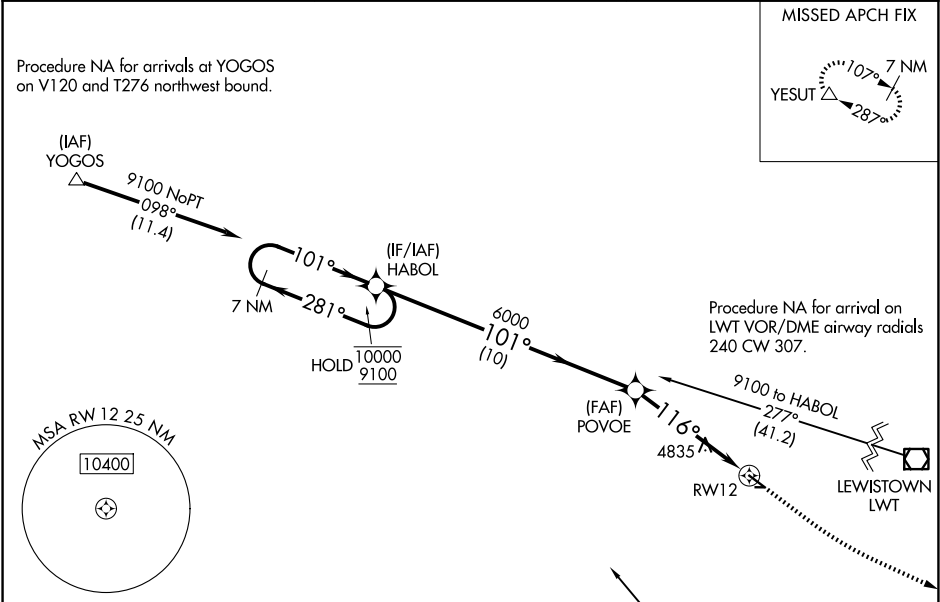 MISSED APCH FIX
107°
7 NM
YESUT
287°
Procedure NA for arrivals at YOGOS
on V120 and T276 northwest bound.
(IAF)
YOGOS
9100 NoPT
098°
(11.4)
101°
(IF/IAF)
HABOL
7 NM
281°
HOLD
10000
9100
6000
101°
(10)
Procedure NA for arrival on
LWT VOR/DME airway radials
240 CW 307.
9100 to HABOL
277°
(41.2)
(FAF)
POVOE
116°
4835
RW12
LEWISTOWN
LWT
MSA RW 12 25 NM
10400